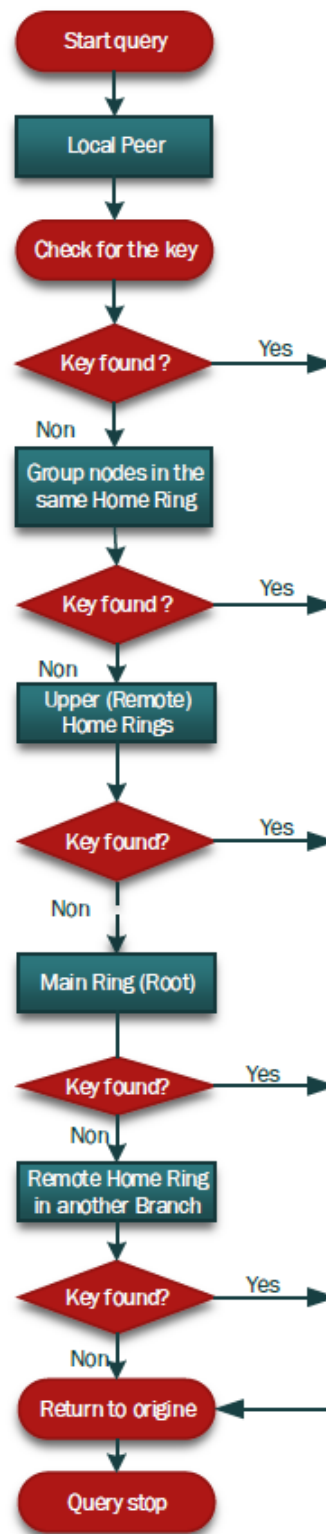 Start query
Local Peer
Check for the key
Key found ?
Yes
Non
Group nodes in the
same Home Ring
Key found ?
Yes
Non
Upper (Remote)
Home Rings
Key found?
Yes
Non
Main Ring (Root)
Key found?
Yes
Non
Remote Home Ring
in another Branch
Key found?
Yes
Non
Return to origine
Query stop